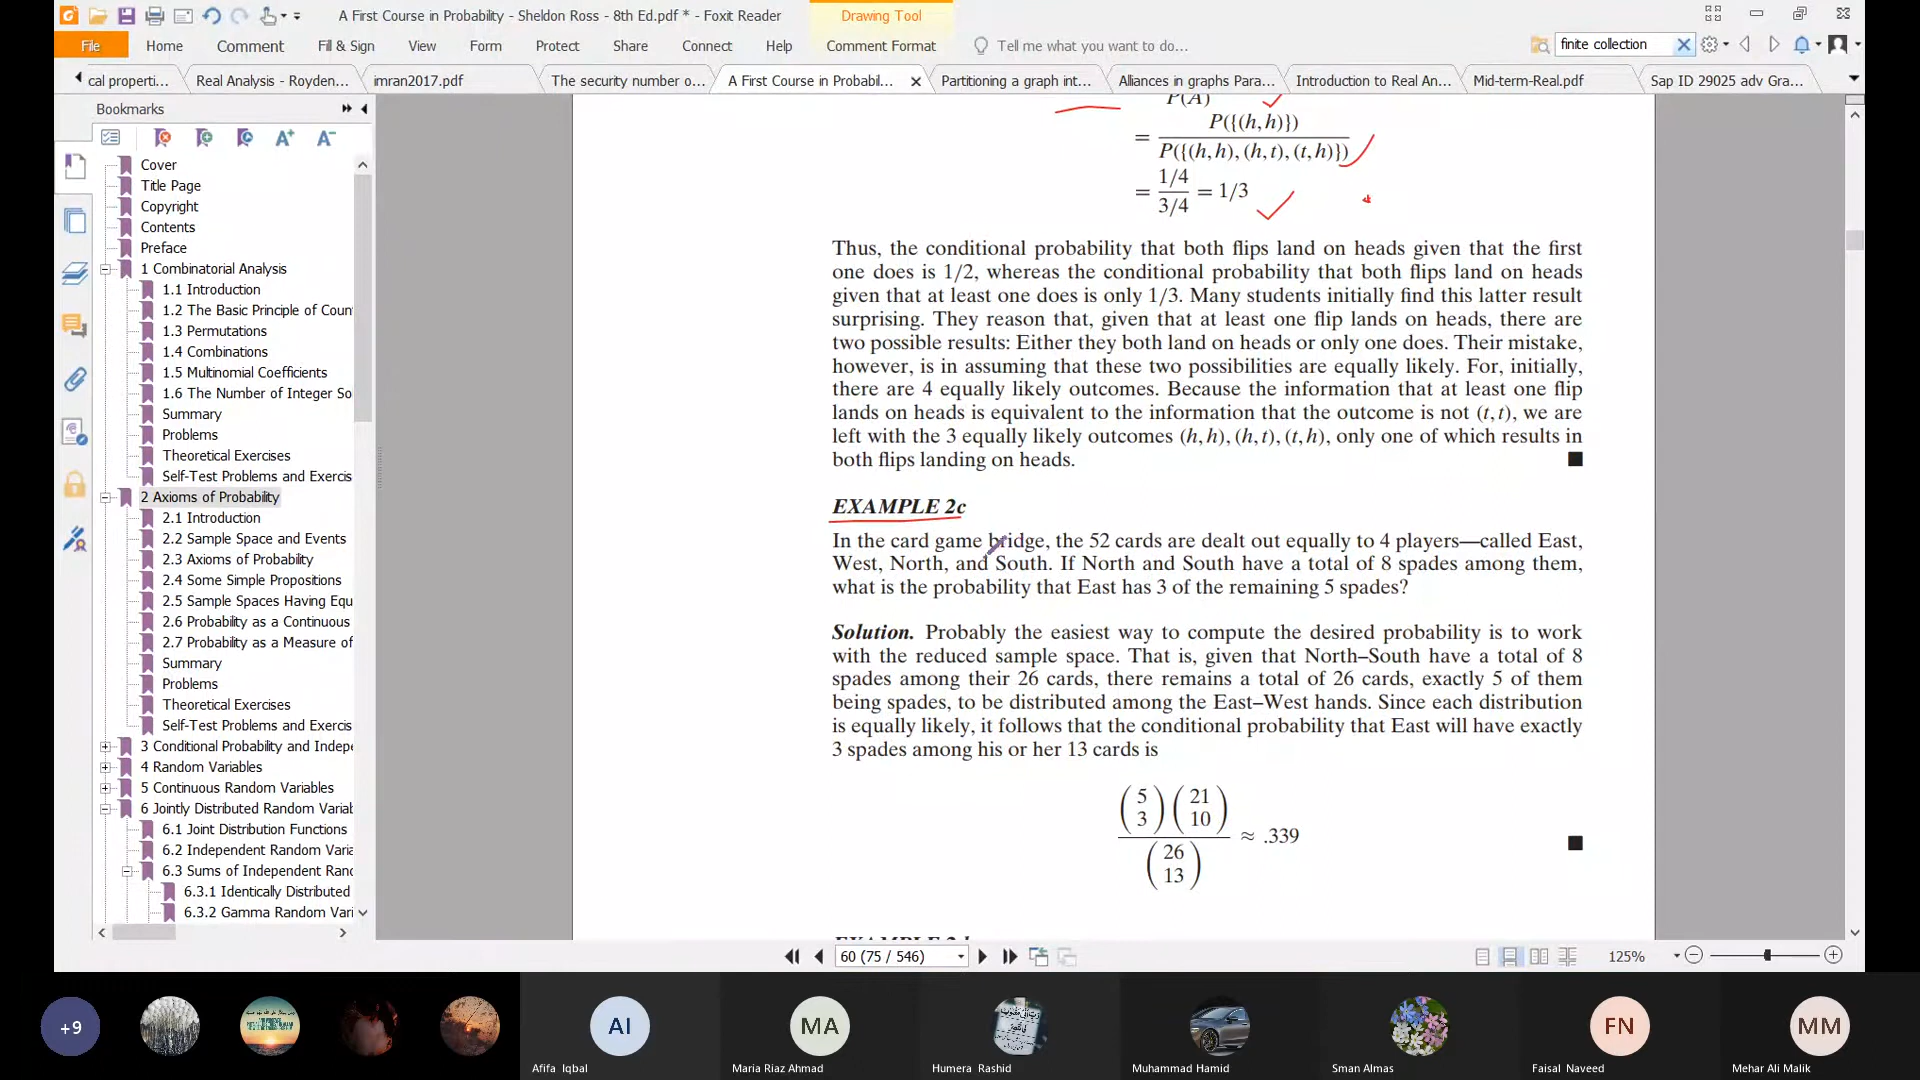 A First Course in Probability - Sheldon Ross - 8th Ed.pdf * - Foxit Reader
Drawing Tool
File Home Comment Fill & Sign View Form Protect Share Connect Help Comment Format Tell me what you want to do... finite collection
cal properti... Real Analysis - Royden... imran2017.pdf The security number o... A First Course in Probabil... Partitioning a graph int... Alliances in graphs Para... Introduction to Real An... Mid-term-Real.pdf Sap ID 29025 adv Gra...
Bookmarks
Cover
Title Page
Copyright
Contents
Preface
1 Combinatorial Analysis
1.1 Introduction
1.2 The Basic Principle of Coun
1.3 Permutations
1.4 Combinations
1.5 Multinomial Coefficients
1.6 The Number of Integer So
Summary
Problems
Theoretical Exercises
Self-Test Problems and Exercis
2 Axioms of Probability
2.1 Introduction
2.2 Sample Space and Events
2.3 Axioms of Probability
2.4 Some Simple Propositions
2.5 Sample Spaces Having Equ
2.6 Probability as a Continuous
2.7 Probability as a Measure of
Summary
Problems
Theoretical Exercises
Self-Test Problems and Exercis
3 Conditional Probability and Indepe
4 Random Variables
5 Continuous Random Variables
6 Jointly Distributed Random Variab
6.1 Joint Distribution Functions
6.2 Independent Random Varia
6.3 Sums of Independent Rand
6.3.1 Identically Distributed
6.3.2 Gamma Random Vari
P(A)
= P({(h, h)})
P({(h, h), (h, t), (t, h)})
= 1/4
3/4 = 1/3
Thus, the conditional probability that both flips land on heads given that the first
one does is 1/2, whereas the conditional probability that both flips land on heads
given that at least one does is only 1/3. Many students initially find this latter result
surprising. They reason that, given that at least one flip lands on heads, there are
two possible results: Either they both land on heads or only one does. Their mistake,
however, is in assuming that these two possibilities are equally likely. For, initially,
there are 4 equally likely outcomes. Because the information that at least one flip
lands on heads is equivalent to the information that the outcome is not (t, t), we are
left with the 3 equally likely outcomes (h, h), (h, t), (t, h), only one of which results in
both flips landing on heads. ■
EXAMPLE 2c
In the card game bridge, the 52 cards are dealt out equally to 4 players—called East,
West, North, and South. If North and South have a total of 8 spades among them,
what is the probability that East has 3 of the remaining 5 spades?
Solution. Probably the easiest way to compute the desired probability is to work
with the reduced sample space. That is, given that North–South have a total of 8
spades among their 26 cards, there remains a total of 26 cards, exactly 5 of them
being spades, to be distributed among the East–West hands. Since each distribution
is equally likely, it follows that the conditional probability that East will have exactly
3 spades among his or her 13 cards is
(5 3)(21 10)
(26 13) ≈ .339 ■
60 (75 / 546)
125%
+9 AI MA FN MM
Afifa Iqbal Maria Riaz Ahmad Humera Rashid Muhammad Hamid Sman Almas Faisal Naveed Mehar Ali Malik